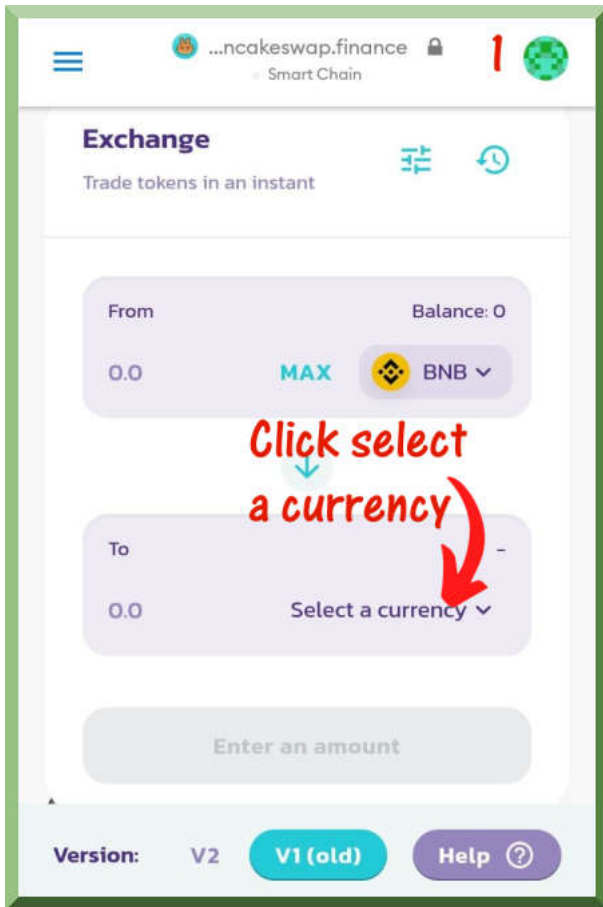 ...ncakeswap.finance
1
Smart Chain
Exchange
Trade tokens in an instant
From
Balance: 0
0.0
MAX
BNB
Click select
a currency
To
-
0.0
Select a currency
Enter an amount
Version:
V2
V1 (old)
Help ?